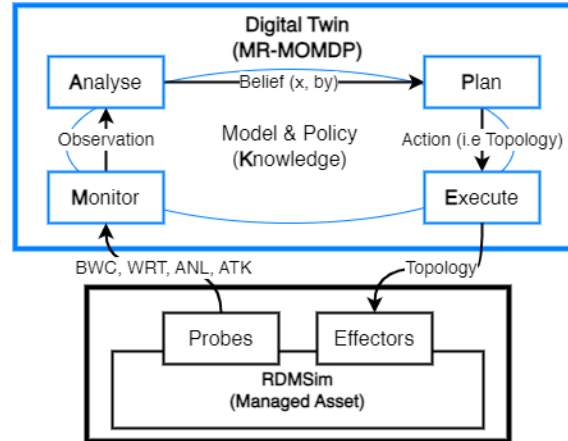 Digital Twin
(MR-MOMDP)
Analyse
Belief (x, by)
Plan
Observation
Model & Policy
(Knowledge)
Action (i.e Topology)
Monitor
Execute
BWC, WRT, ANL, ATK
Topology
Probes
Effectors
RDMSim
(Managed Asset)